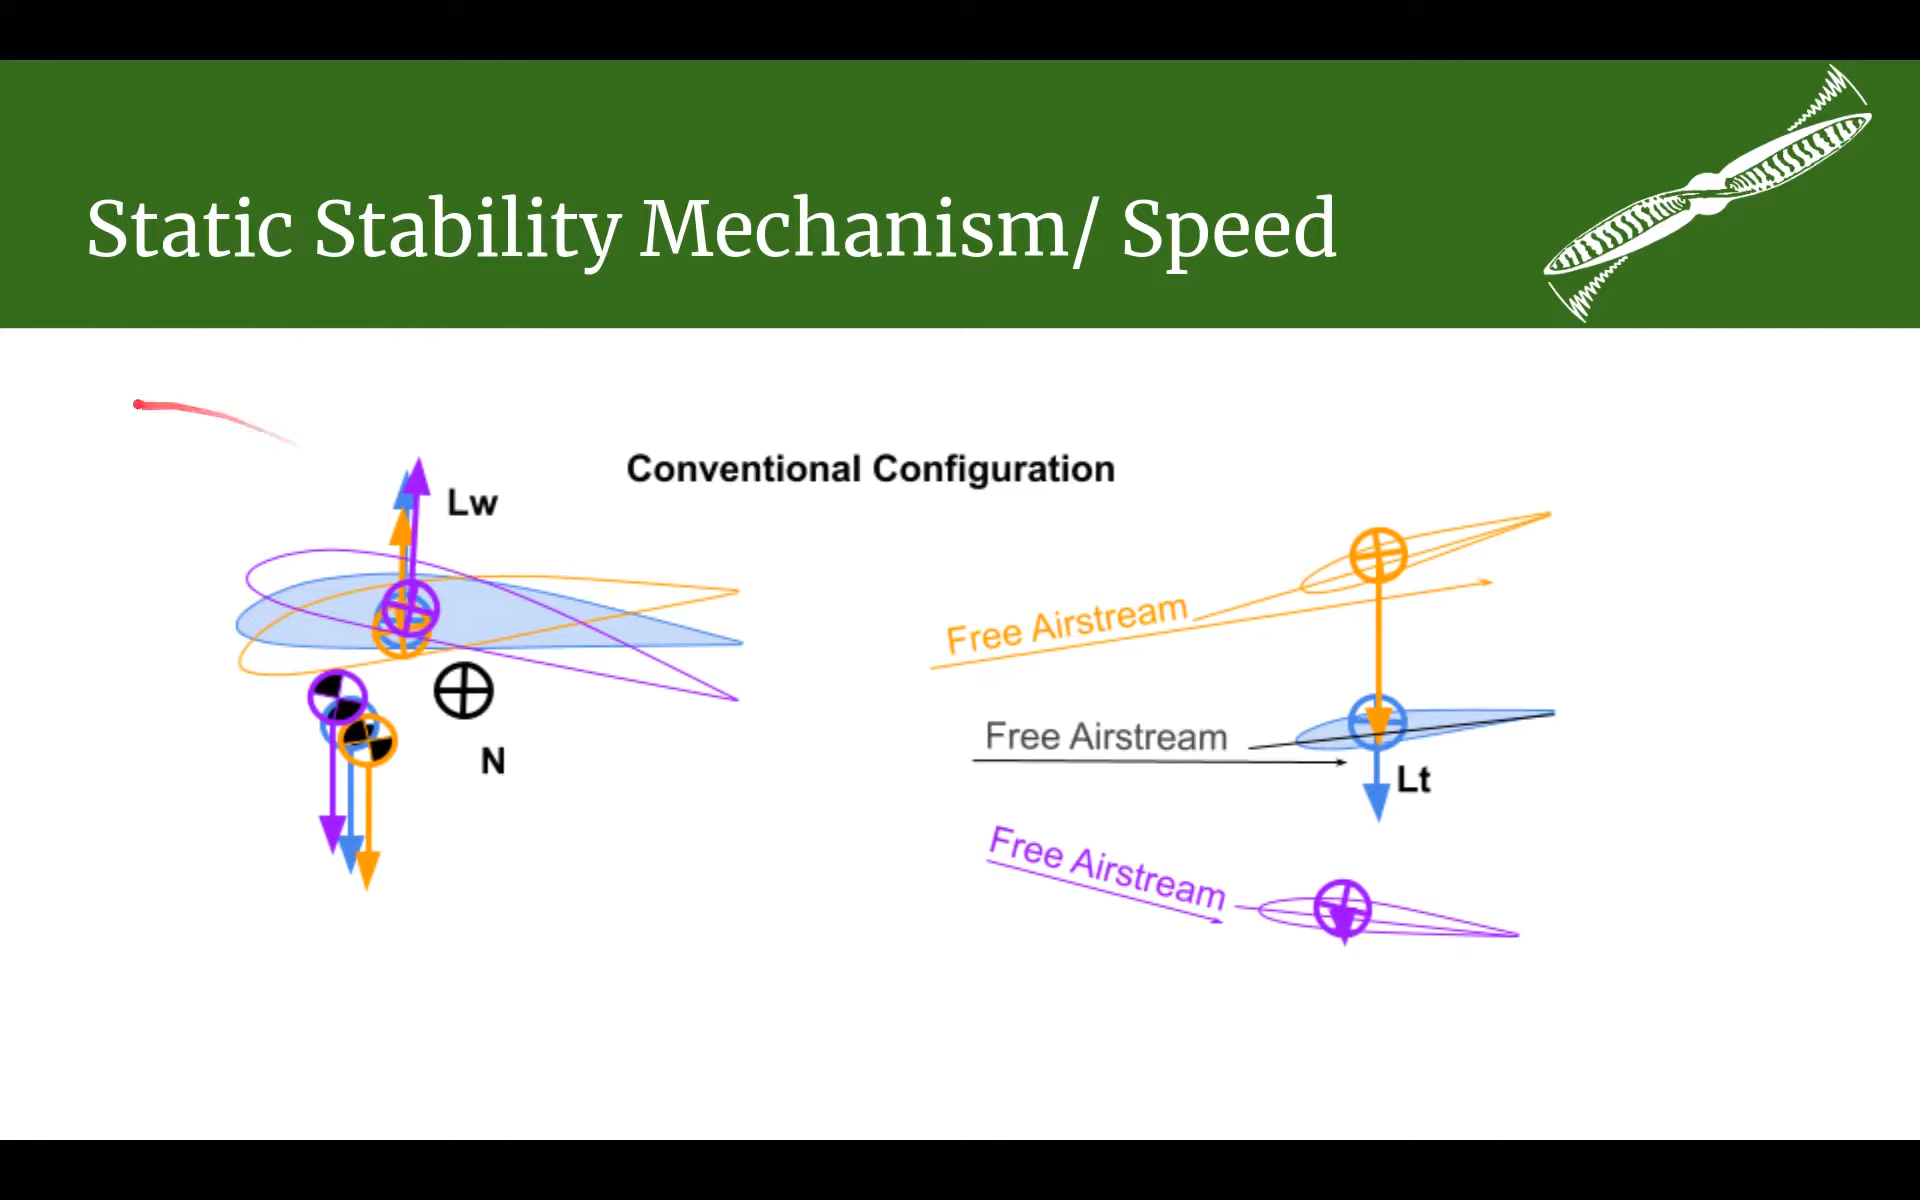 Static Stability Mechanism/ Speed
Conventional Configuration
Lw
N
Free Airstream
Free Airstream
Lt
Free Airstream